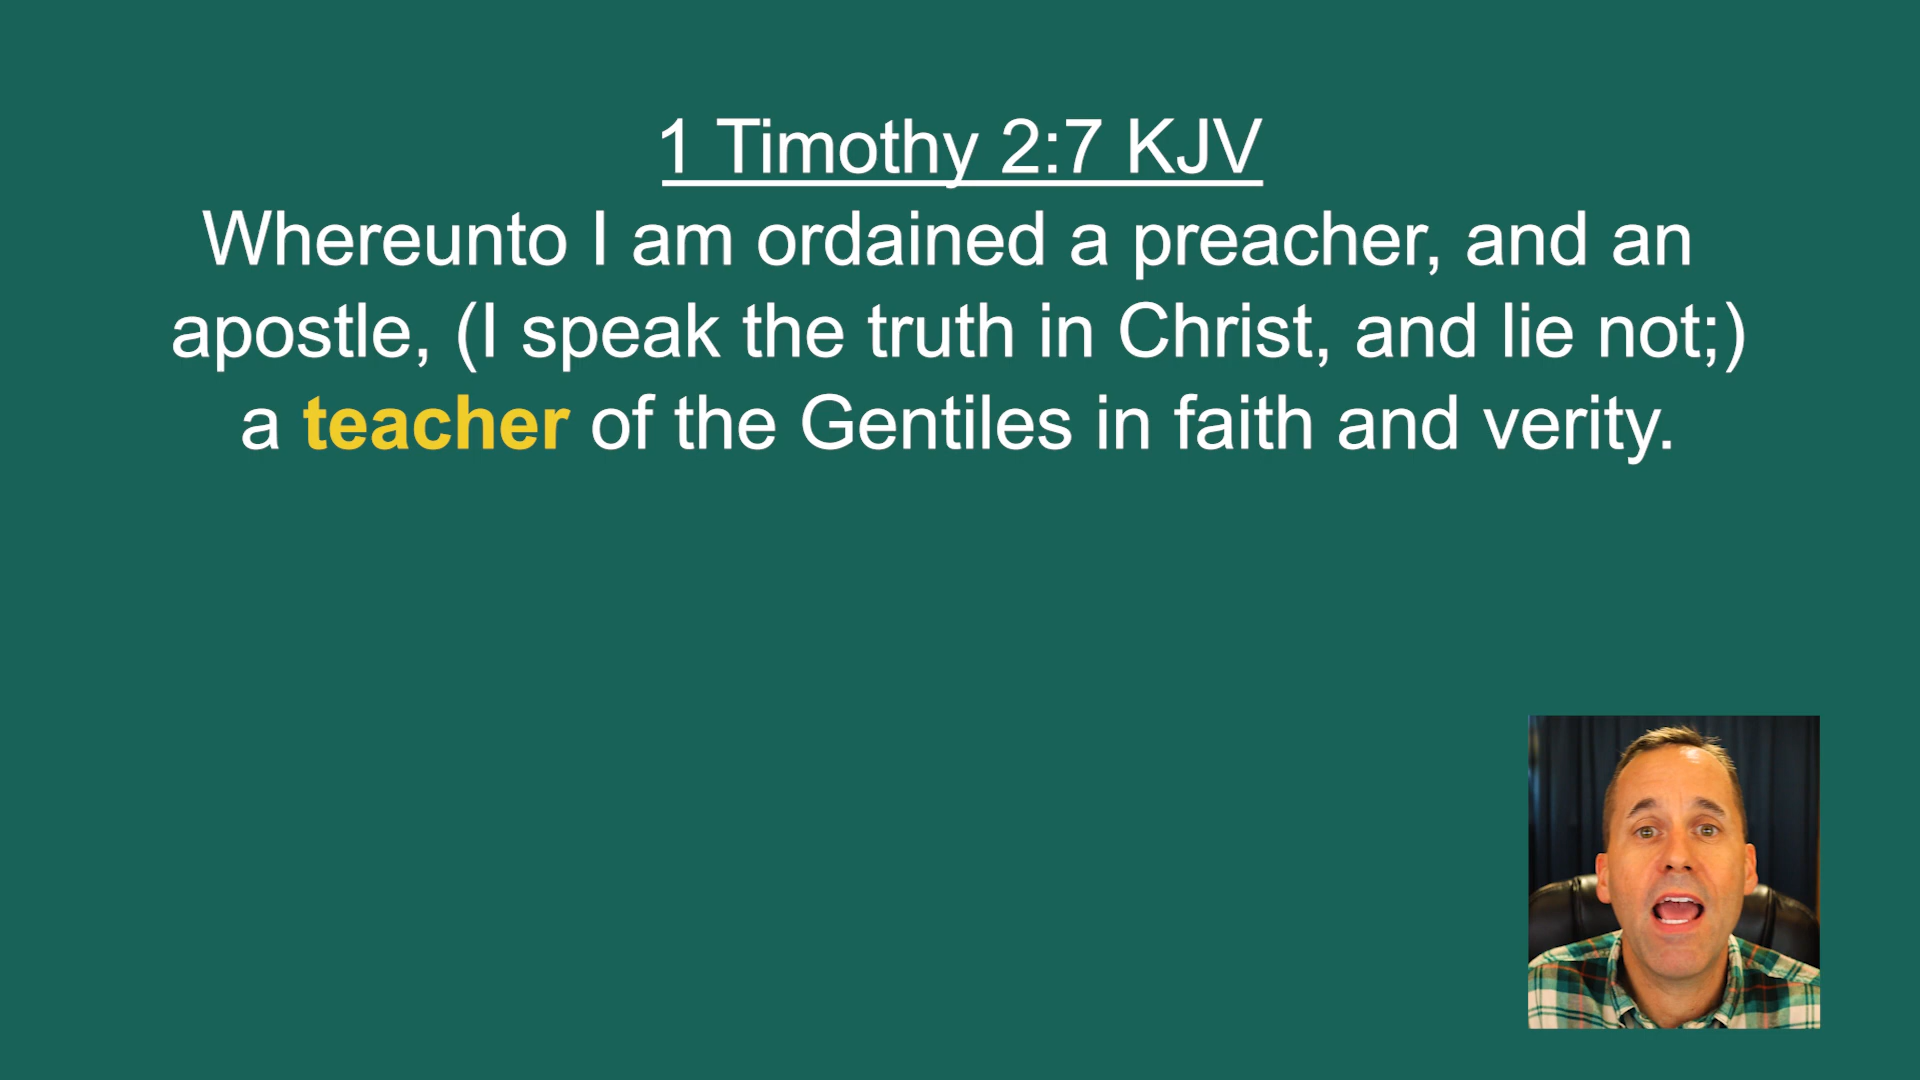 1 Timothy 2:7 KJV
Whereunto I am ordained a preacher, and an
apostle, (I speak the truth in Christ, and lie not;)
a teacher of the Gentiles in faith and verity.